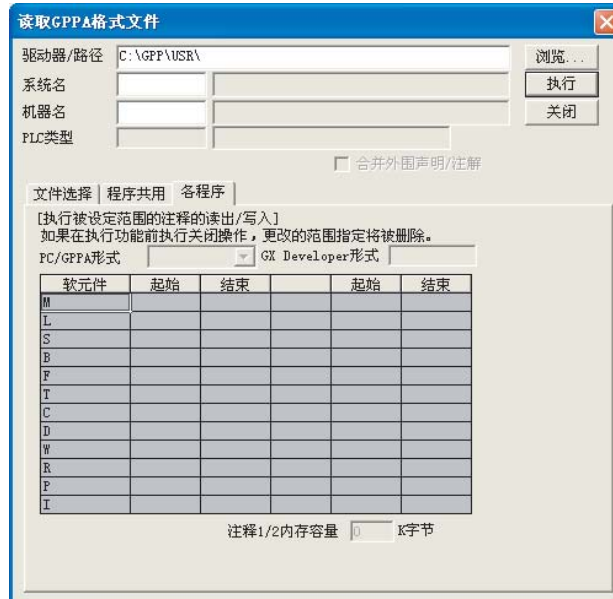 读取GPPA格式文件
驱动器/路径 C:\GPP\USR\ 浏览...
系统名 执行
机器名 关闭
PLC类型
合并外围声明/注解
文件选择 程序共用 各程序
[执行被设定范围的注释的读出/写入]
如果在执行功能前执行关闭操作，更改的范围指定将被删除。
PC/GPPA形式 GX Developer形式
软元件 起始 结束 起始 结束
M
L
S
B
F
T
C
D
W
R
P
I
注释1/2内存容量 0 K字节